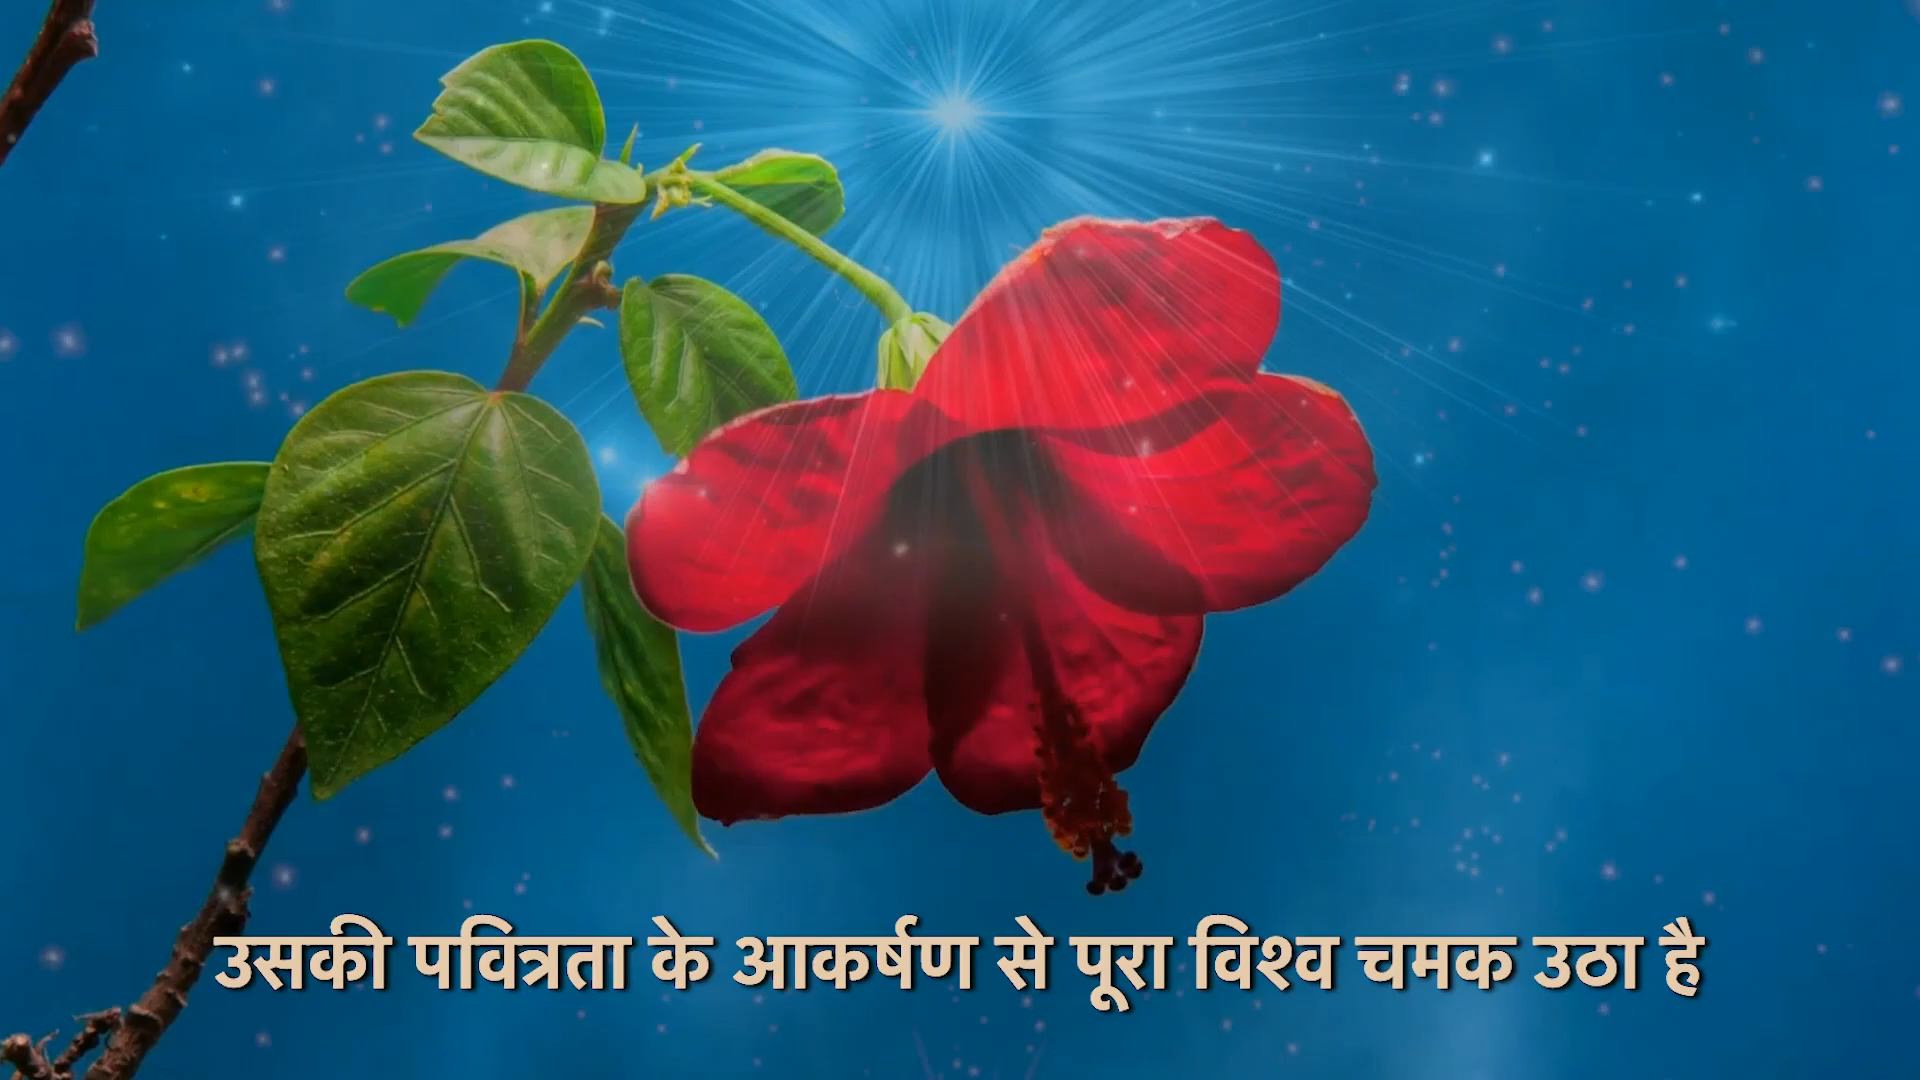 उसकी पवित्रता के आकर्षण से पूरा विश्व चमक उठा है